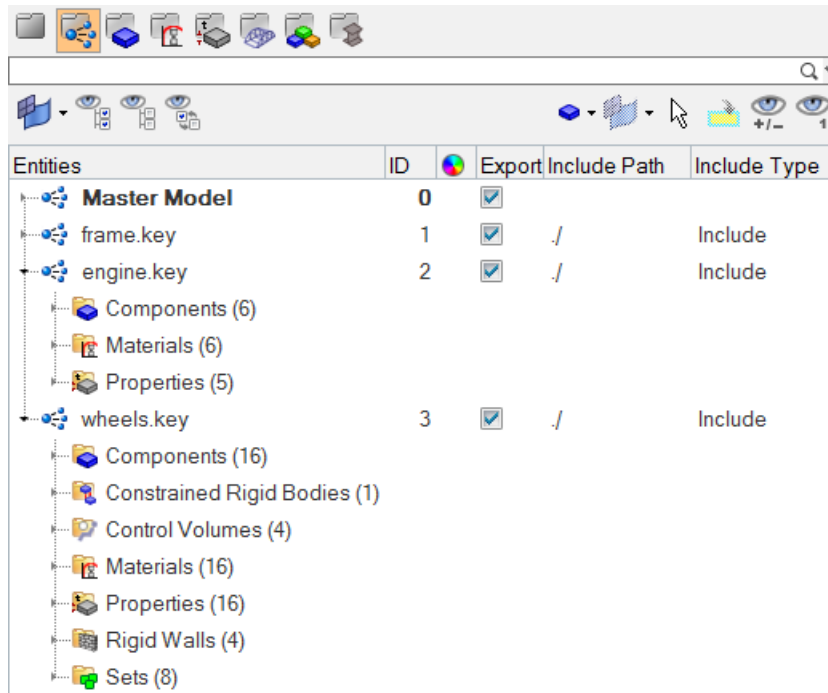 +/− 1
Entities ID Export Include Path Include Type
Master Model 0
frame.key 1 ./ Include
engine.key 2 ./ Include
Components (6)
Materials (6)
Properties (5)
wheels.key 3 ./ Include
Components (16)
Constrained Rigid Bodies (1)
Control Volumes (4)
Materials (16)
Properties (16)
Rigid Walls (4)
Sets (8)